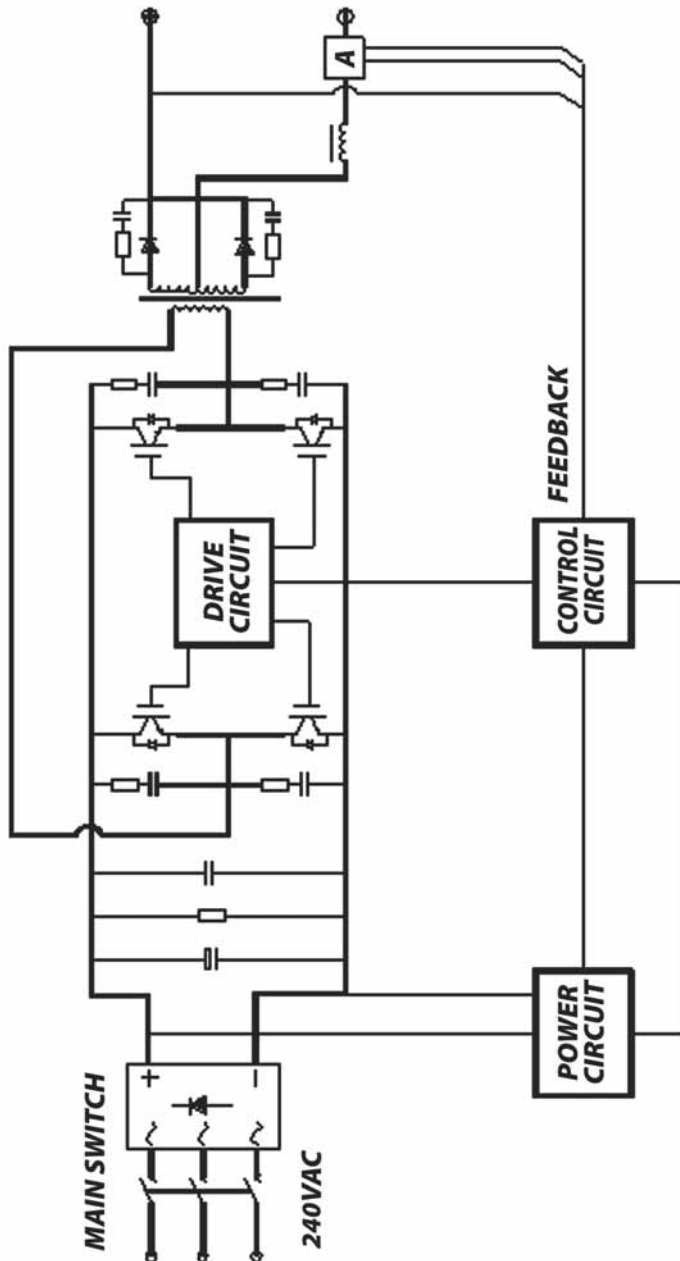 MAIN SWITCH
240VAC
+
−
DRIVE
CIRCUIT
A
POWER
CIRCUIT
CONTROL
CIRCUIT
FEEDBACK